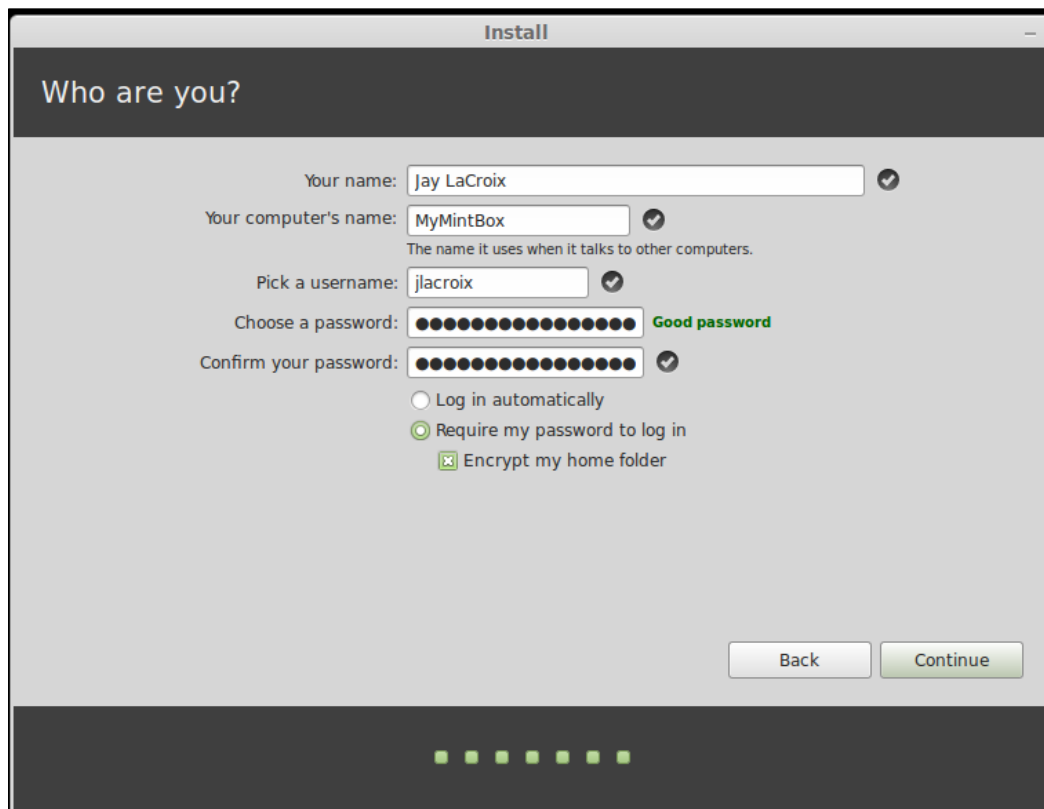 Install
Who are you?
Your name: Jay LaCroix
Your computer's name: MyMintBox
The name it uses when it talks to other computers.
Pick a username: jlacroix
Choose a password: ●●●●●●●●●●●●●●●● Good password
Confirm your password: ●●●●●●●●●●●●●●●●
Log in automatically
Require my password to log in
Encrypt my home folder
Back Continue